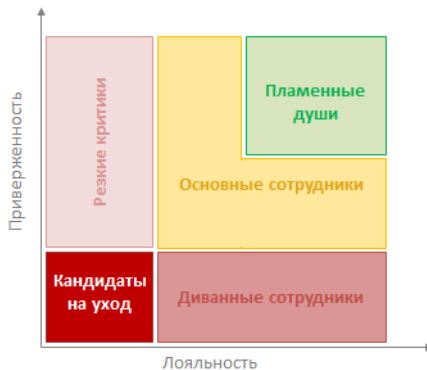 Приверженность
Резкие критики
Пламенные
души
Основные сотрудники
Кандидаты
на уход
Диванные сотрудники
Лояльность